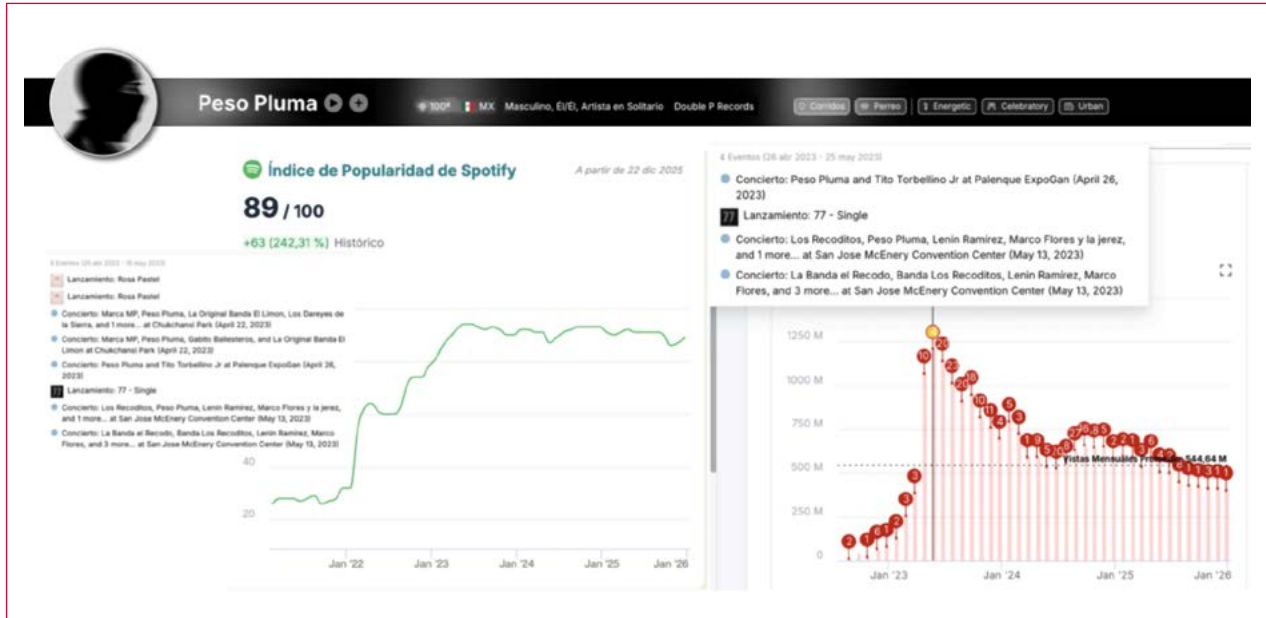 Peso Pluma
100º MX Masculino, Él/Él, Artista en Solitario Double P Records
Corridos Perreo Energetic Celebratory Urban
Índice de Popularidad de Spotify
A partir de 22 dic 2025
89 / 100
+63 (242,31 %) Histórico
Lanzamiento: Rosa Pastel
Lanzamiento: Rosa Pastel
Concierto: Marca MP, Peso Pluma, La Original Banda El Limon, Los Dareyes de
la Sierra, and 1 more... at Chukchansi Park (April 22, 2023)
Concierto: Marca MP, Peso Pluma, Gabito Ballesteros, and La Original Banda El
Limon at Chukchansi Park (April 22, 2023)
Concierto: Peso Pluma and Tito Torbellino Jr at Palenque ExpoGan (April 26,
2023)
77 Lanzamiento: 77 - Single
Concierto: Los Recoditos, Peso Pluma, Lenin Ramirez, Marco Flores y la jerez,
and 1 more... at San Jose McEnery Convention Center (May 13, 2023)
Concierto: La Banda el Recodo, Banda Los Recoditos, Lenin Ramirez, Marco
Flores, and 3 more... at San Jose McEnery Convention Center (May 13, 2023)
40
20
Jan '22 Jan '23 Jan '24 Jan '25 Jan '26
4 Eventos (26 abr 2023 - 25 may 2023)
Concierto: Peso Pluma and Tito Torbellino Jr at Palenque ExpoGan (April 26,
2023)
77 Lanzamiento: 77 - Single
Concierto: Los Recoditos, Peso Pluma, Lenin Ramirez, Marco Flores y la jerez,
and 1 more... at San Jose McEnery Convention Center (May 13, 2023)
Concierto: La Banda el Recodo, Banda Los Recoditos, Lenin Ramirez, Marco
Flores, and 3 more... at San Jose McEnery Convention Center (May 13, 2023)
1250 M
1000 M
750 M
500 M
250 M
0
Vistas Mensuales 544,64 M
Jan '23 Jan '24 Jan '25 Jan '26